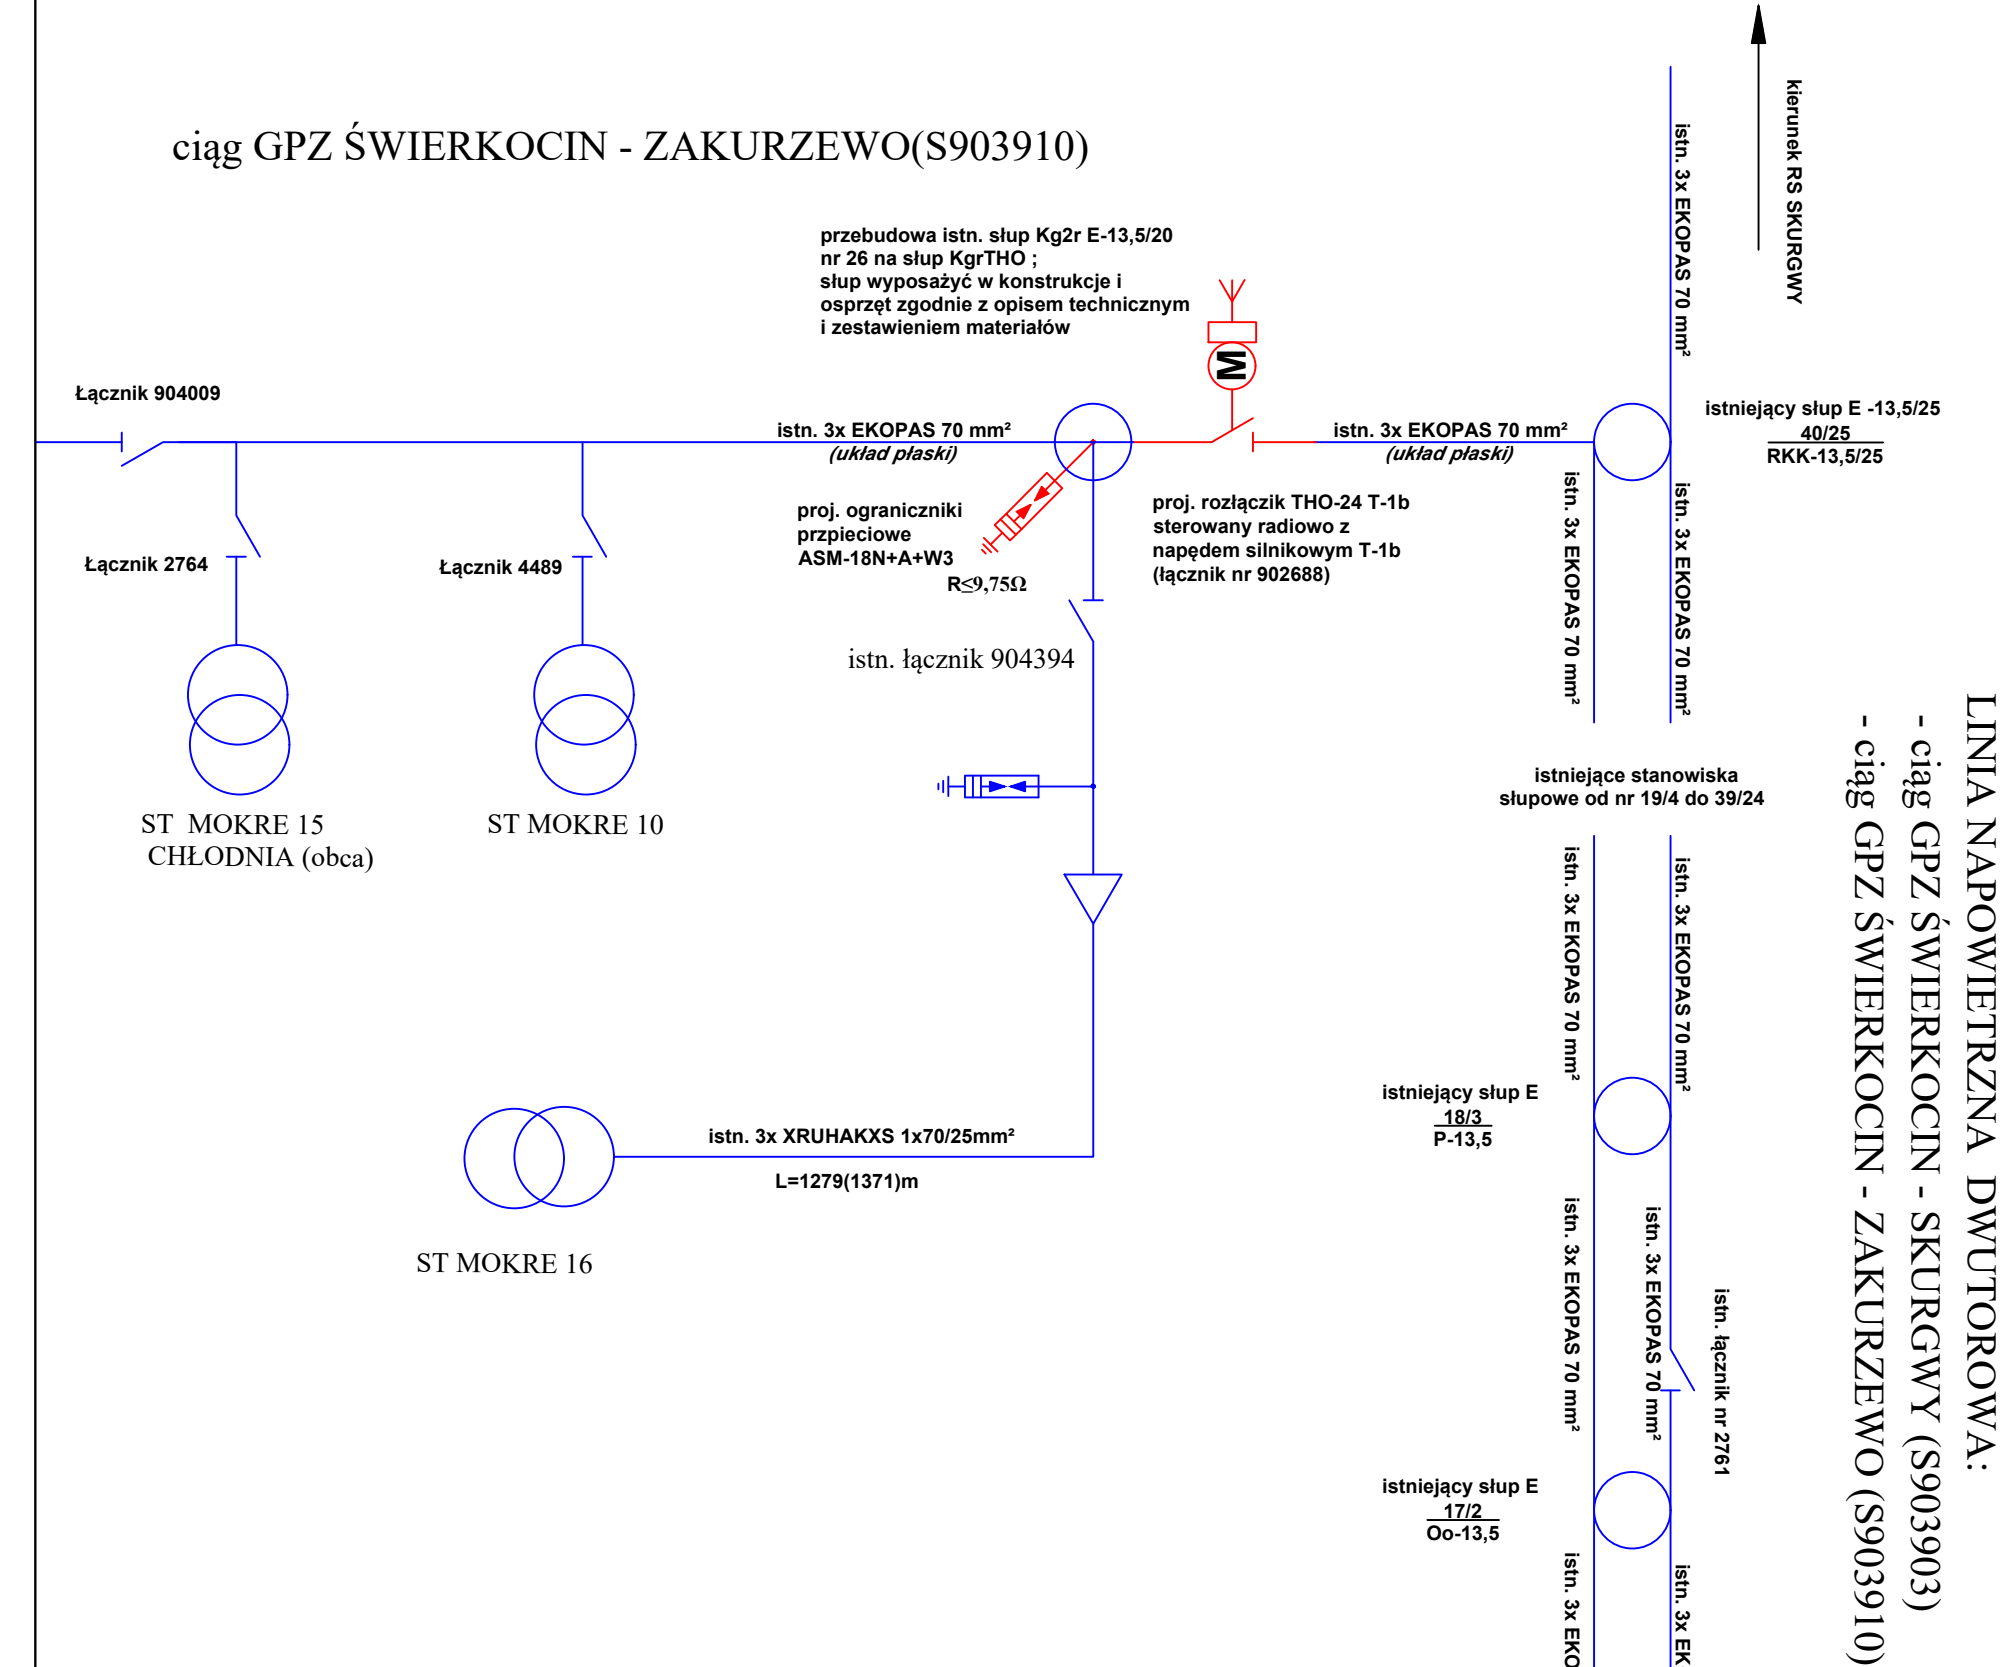 ciąg GPZ ŚWIERKOCIN - ZAKURZEWO(S903910)
przebudowa istn. słup Kg2r E-13,5/20
nr 26 na słup KgrTHO ;
słup wyposażyć w konstrukcje i
osprzęt zgodnie z opisem technicznym
i zestawieniem materiałów
M
kierunek RS SKURGWY
istn. 3x EKOPAS 70 mm²
Łącznik 904009
istn. 3x EKOPAS 70 mm²
(układ płaski)
istn. 3x EKOPAS 70 mm²
(układ płaski)
istniejący słup E -13,5/25
40/25
RKK-13,5/25
proj. ograniczniki
przpieciowe
ASM-18N+A+W3
R≤9,75Ω
proj. rozłączik THO-24 T-1b
sterowany radiowo z
napędem silnikowym T-1b
(łącznik nr 902688)
istn. 3x EKOPAS 70 mm²
istn. 3x EKOPAS 70 mm²
Łącznik 2764
Łącznik 4489
istn. łącznik 904394
ST MOKRE 15
CHŁODNIA (obca)
ST MOKRE 10
istniejące stanowiska
słupowe od nr 19/4 do 39/24
LINIA NAPOWIETRZNA DWUTOROWA:
- ciąg GPZ ŚWIERKOCIN - SKURGWY (S903903)
- ciąg GPZ ŚWIERKOCIN - ZAKURZEWO (S903910)
istn. 3x EKOPAS 70 mm²
istn. 3x EKOPAS 70 mm²
istniejący słup E
18/3
P-13,5
istn. 3x XRUHAKXS 1x70/25mm²
L=1279(1371)m
ST MOKRE 16
istn. 3x EKOPAS 70 mm²
istn. 3x EKOPAS 70 mm²
istn. łącznik nr 2761
istniejący słup E
17/2
Oo-13,5
istn. 3x EKO
istn. 3x EK